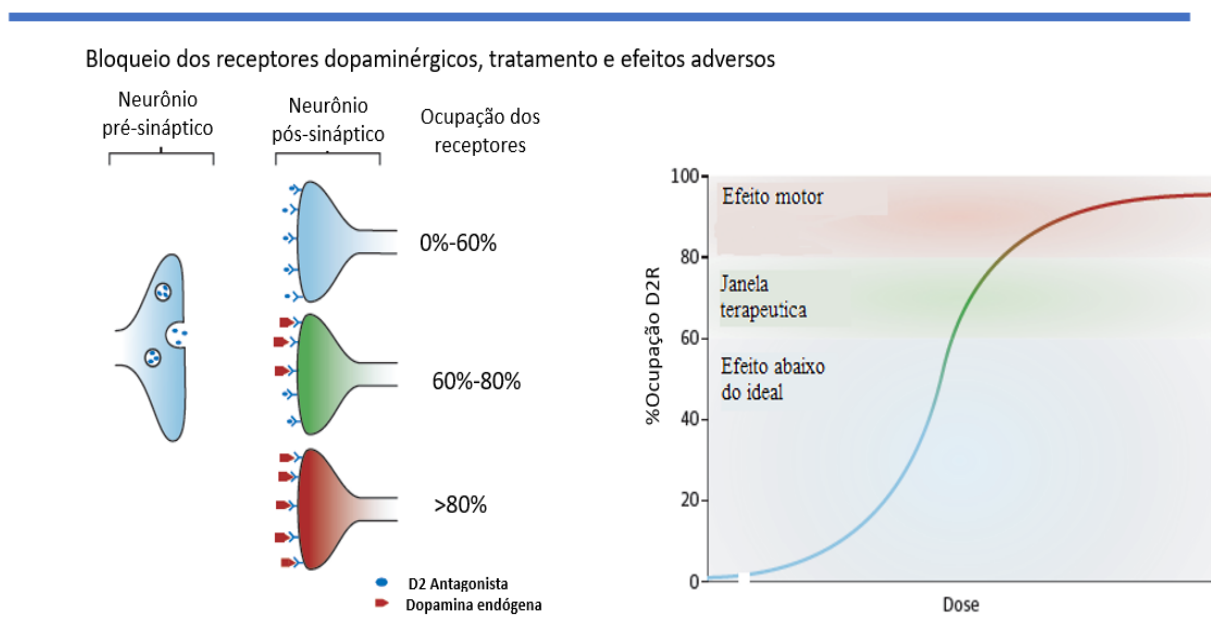 Bloqueio dos receptores dopaminérgicos, tratamento e efeitos adversos
Neurônio
pré-sináptico
Neurônio
pós-sináptico
Ocupação dos
receptores
0%-60%
60%-80%
>80%
D2 Antagonista
Dopamina endógena
%Ocupação D2R
100
80
60
40
20
0
Efeito motor
Janela
terapeutica
Efeito abaixo
do ideal
Dose